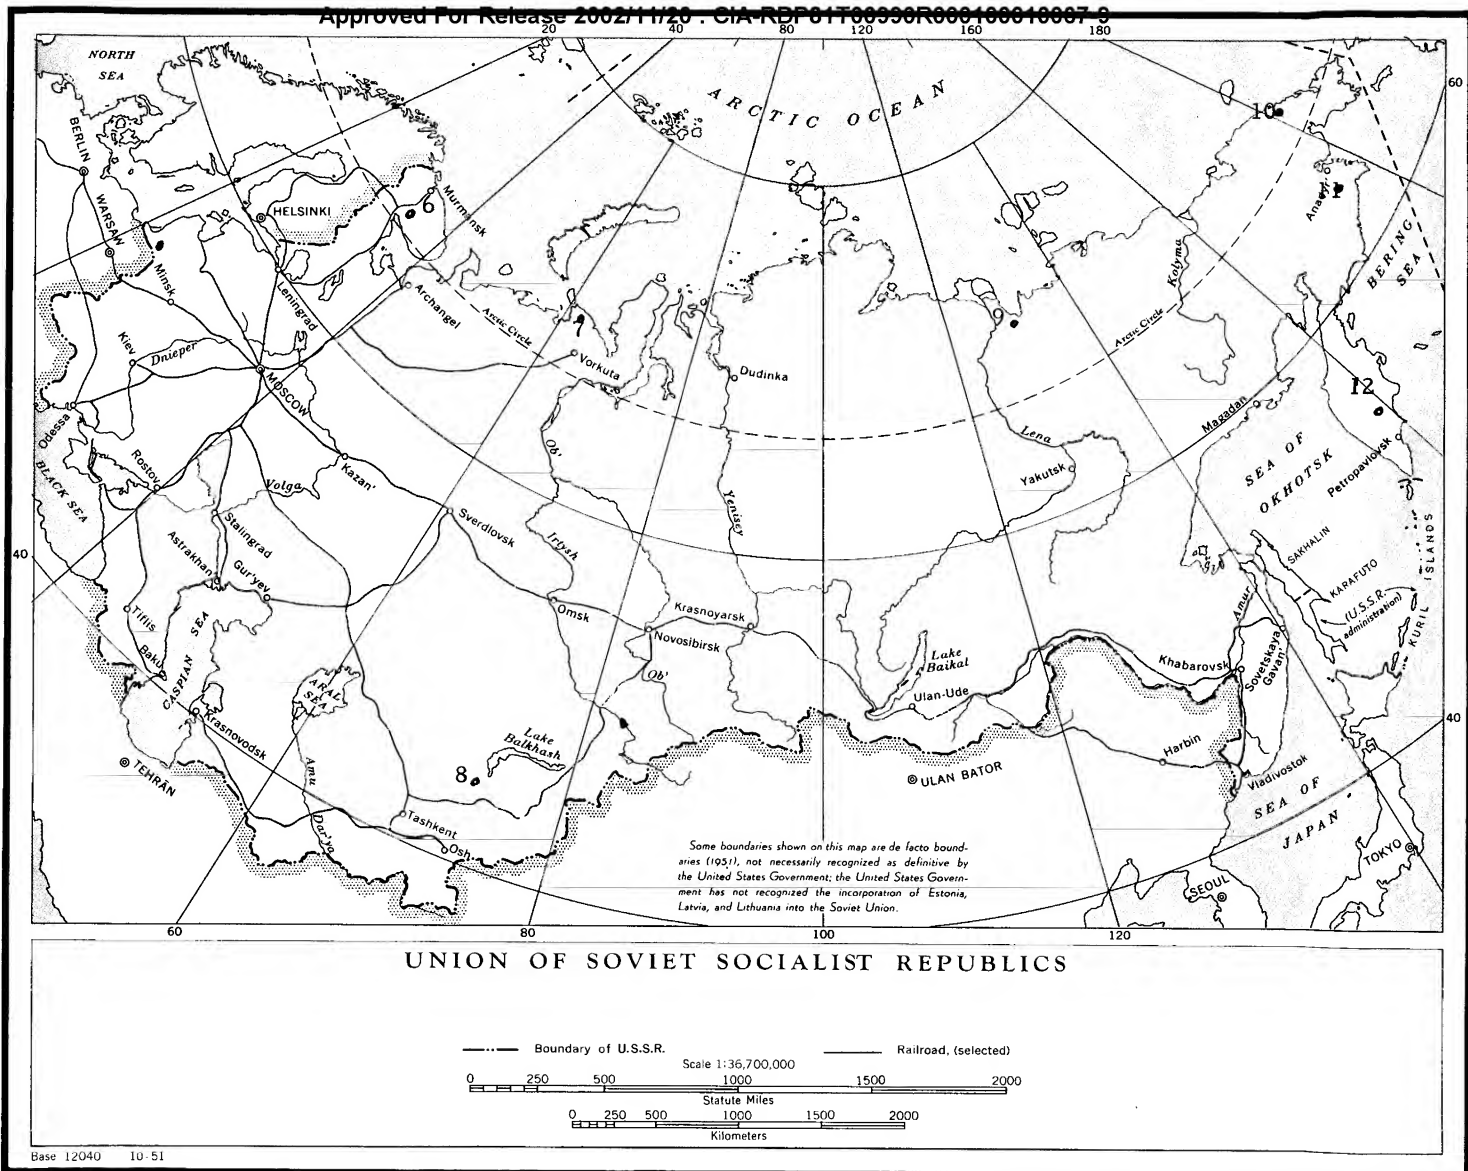 Approved For Release 2002/11/20 : CIA-RDP81T00990R000100010007-9
20 40 80 120 160 180
NORTH
SEA
ARCTIC OCEAN
60
10
BERLIN
WARSAW
HELSINKI
6
Murmansk
Anadyr'
BERING
SEA
Minsk
Leningrad
Archangel
Arctic Circle
7
9
Kolyma
Arctic Circle
Kiev
Dnieper
MOSCOW
Vorkuta
Dudinka
12
Odessa
Magadan
BLACK SEA
Rostov
Volga
Kazan'
Ob'
Yenisey
Lena
Yakutsk
SEA OF
OKHOTSK
Petropavlovsk
Stalingrad
Astrakhan'
Gur'yev
Sverdlovsk
Irtysh
SAKHALIN
KARAFUTO
(U.S.S.R.
administration)
KURIL ISLANDS
40
Tiflis
Baku
CASPIAN SEA
Omsk
Novosibirsk
Krasnoyarsk
Ob'
Lake
Baikal
Ulan-Ude
Amur
Khabarovsk
Sovetskaya
Gavan'
ARAL
SEA
Krasnovodsk
TEHRĀN
Amu
Dar'ya
Lake
Balkhash
8
Tashkent
Osh
ULAN BATOR
Harbin
Vladivostok
40
SEA OF
JAPAN
TOKYO
SEOUL
Some boundaries shown on this map are de facto bound-
aries (1951), not necessarily recognized as definitive by
the United States Government; the United States Govern-
ment has not recognized the incorporation of Estonia,
Latvia, and Lithuania into the Soviet Union.
60 80 100 120
UNION OF SOVIET SOCIALIST REPUBLICS
Boundary of U.S.S.R. Railroad, (selected)
Scale 1:36,700,000
0 250 500 1000 1500 2000
Statute Miles
0 250 500 1000 1500 2000
Kilometers
Base 12040 10-51